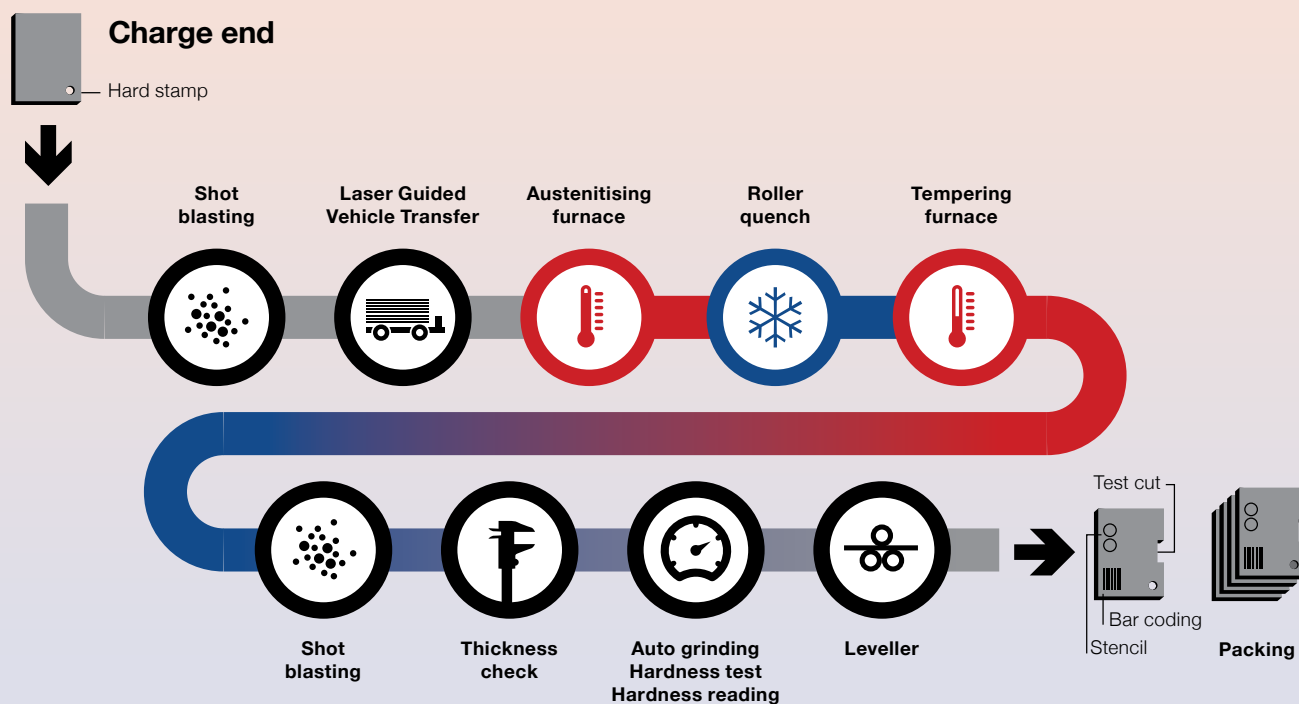 Charge end
Hard stamp
Shot
blasting
Laser Guided
Vehicle Transfer
Austenitising
furnace
Roller
quench
Tempering
furnace
Shot
blasting
Thickness
check
Auto grinding
Hardness test
Hardness reading
Leveller
Test cut
Bar coding
Stencil
Packing